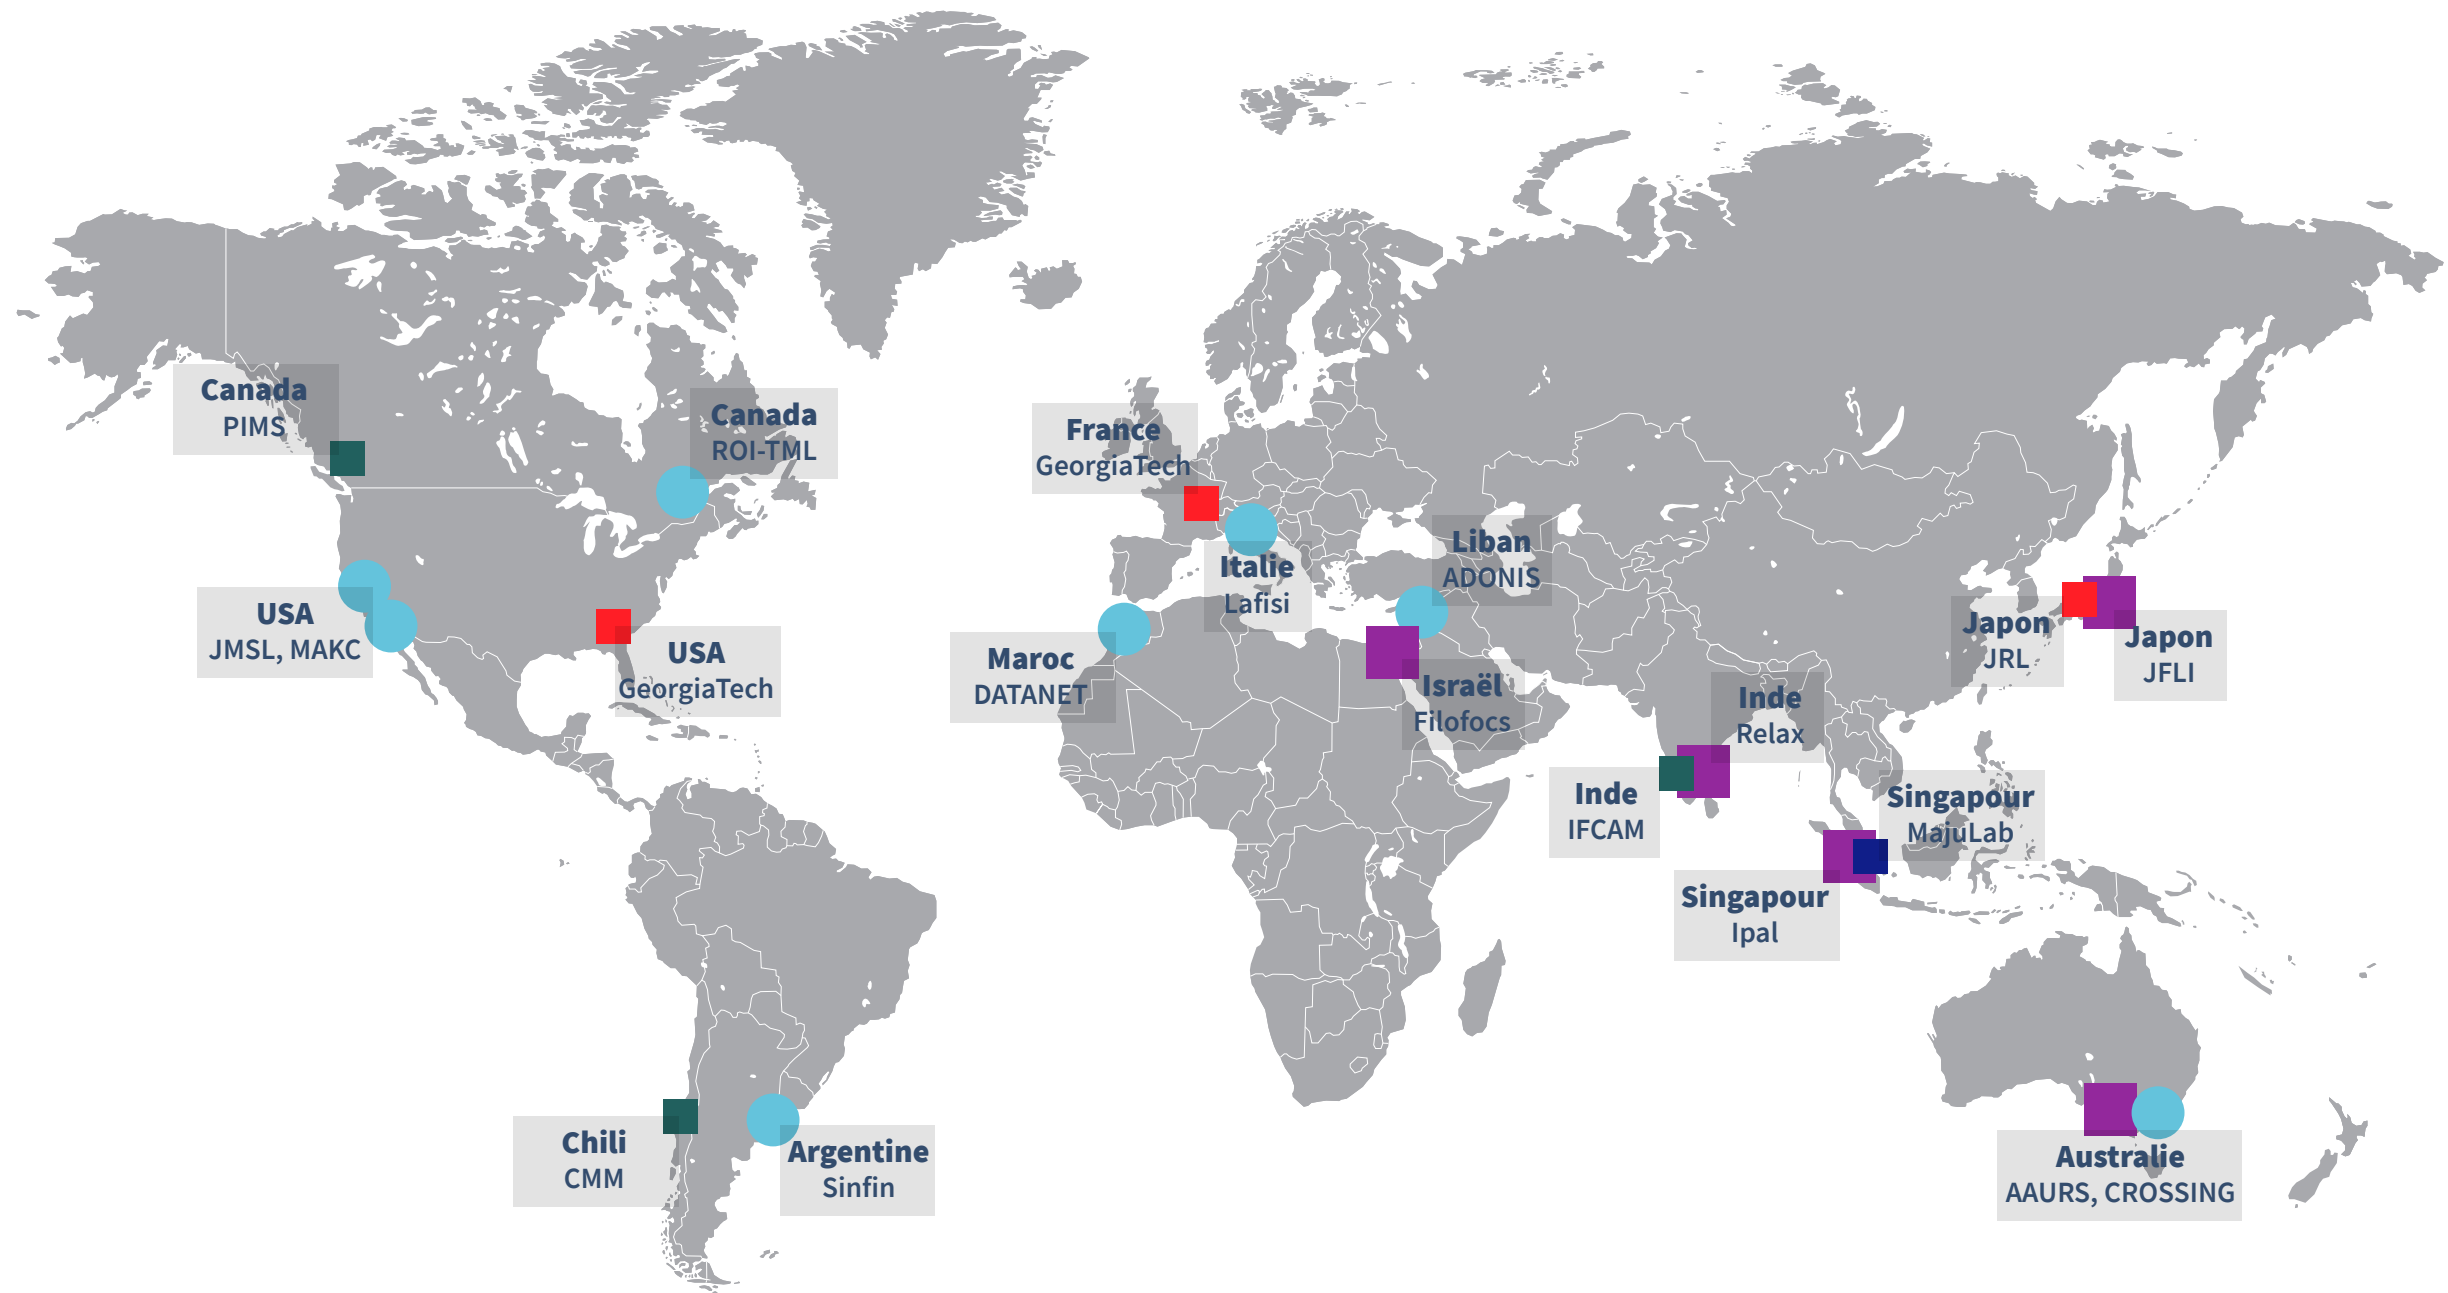 Canada
PIMS
Canada
ROI-TML
France
GeorgiaTech
Liban
ADONIS
Italie
Lafisi
USA
JMSL, MAKC
USA
GeorgiaTech
Maroc
DATANET
Israël
Filofocs
Japon
JRL
Japon
JFLI
Inde
Relax
Inde
IFCAM
Singapour
MajuLab
Singapour
Ipal
Chili
CMM
Argentine
Sinfin
Australie
AAURS, CROSSING